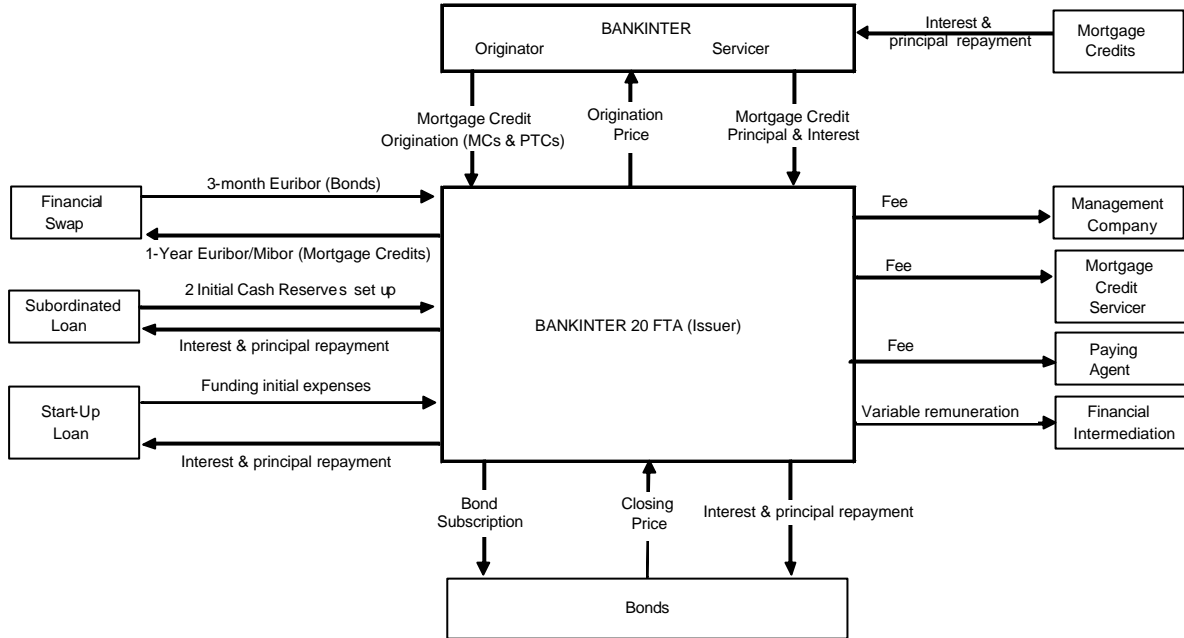 BANKINTER
Originator Servicer
Interest &
principal repayment
Mortgage
Credits
Mortgage Credit
Origination (MCs & PTCs)
Origination
Price
Mortgage Credit
Principal & Interest
Financial
Swap
3-month Euribor (Bonds)
1-Year Euribor/Mibor (Mortgage Credits)
Subordinated
Loan
2 Initial Cash Reserves set up
Interest & principal repayment
Start-Up
Loan
Funding initial expenses
Interest & principal repayment
BANKINTER 20 FTA (Issuer)
Fee
Management
Company
Fee
Mortgage
Credit
Servicer
Fee
Paying
Agent
Variable remuneration
Financial
Intermediation
Bond
Subscription
Closing
Price
Interest & principal repayment
Bonds